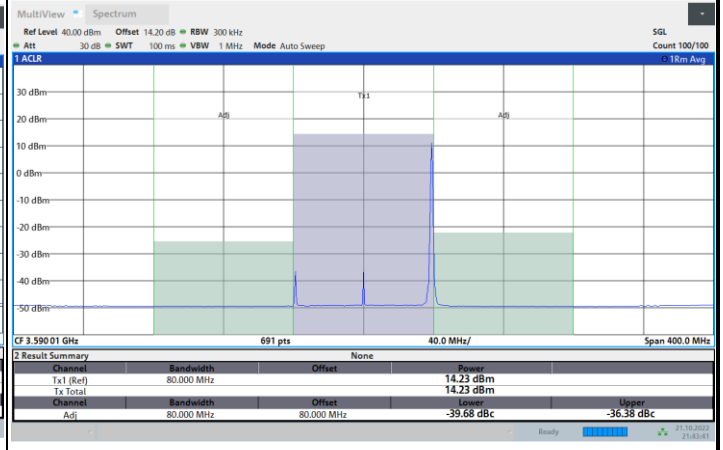 MultiView Spectrum
Ref Level 40.00 dBm Offset 14.20 dB RBW 300 kHz SGL
Att 30 dB SWT 100 ms VBW 1 MHz Mode Auto Sweep Count 100/100
1 ACLR 1Rm Avg
30 dBm
Tx1
20 dBm
Adj Adj
10 dBm
0 dBm
-10 dBm
-20 dBm
-30 dBm
-40 dBm
-50 dBm
CF 3.590 01 GHz 691 pts 40.0 MHz/ Span 400.0 MHz
2 Result Summary None
Channel Bandwidth Offset Power
Tx1 (Ref) 80.000 MHz 14.23 dBm
Tx Total 14.23 dBm
Channel Bandwidth Offset Lower Upper
Adj 80.000 MHz 80.000 MHz -39.68 dBc -36.38 dBc
Ready 21.10.2022
21:43:41